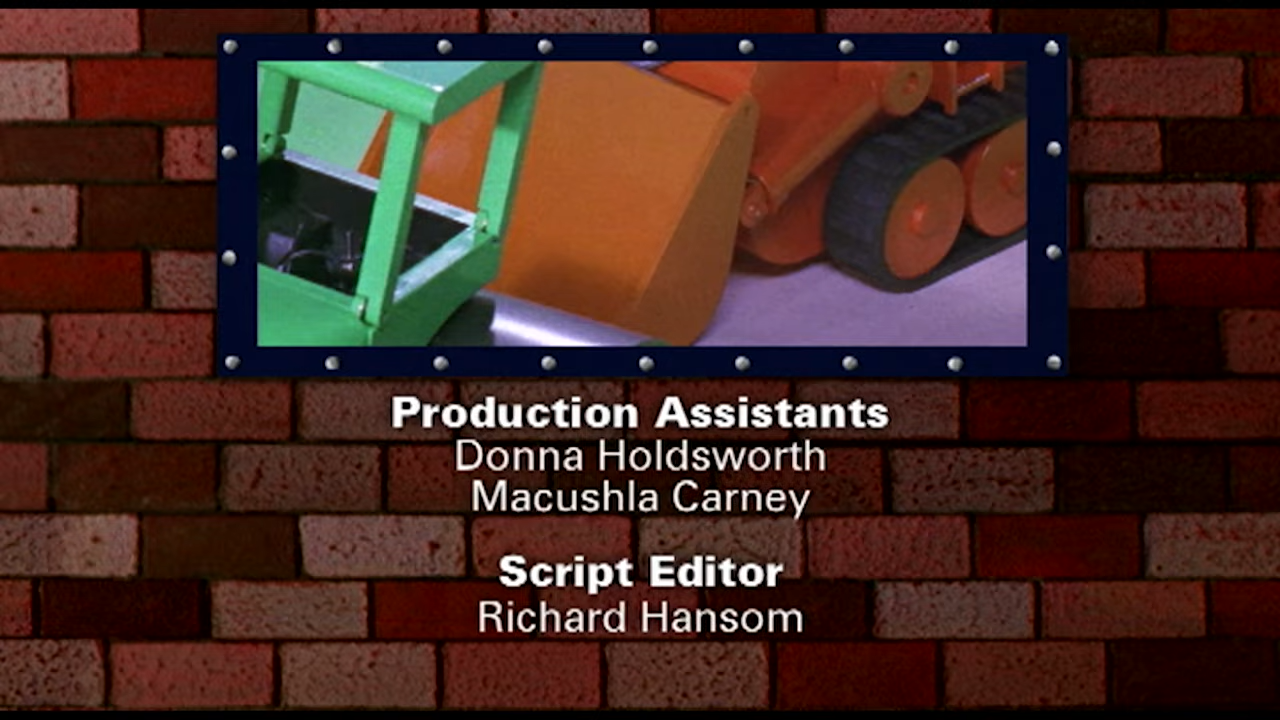 Production Assistants
Donna Holdsworth
Macushla Carney
Script Editor
Richard Hansom